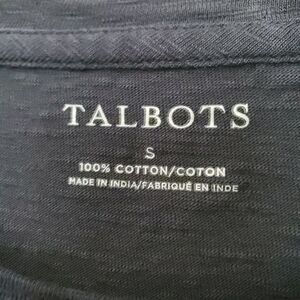 TALBOTS
S
100% COTTON/COTON
MADE IN INDIA/FABRIQUÉ EN INDE